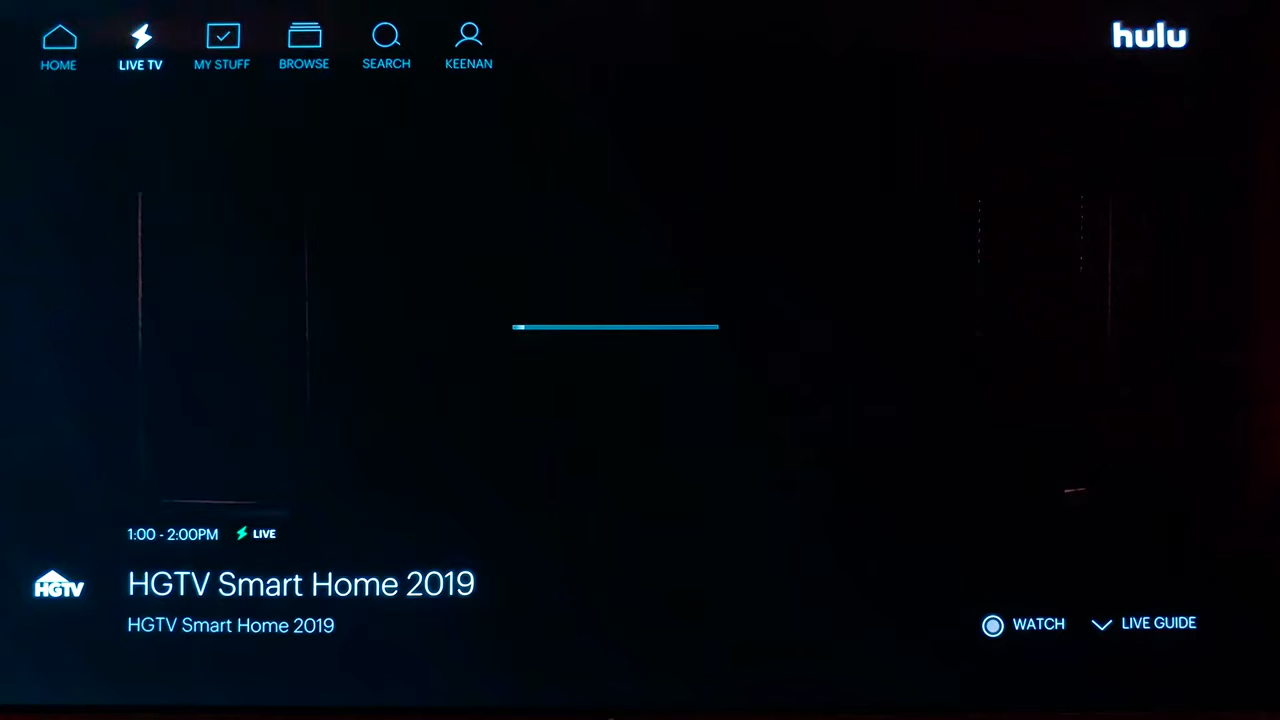 HOME
LIVE TV
MY STUFF
BROWSE
SEARCH
KEENAN
hulu
1:00 - 2:00PM
LIVE
HGTV
HGTV Smart Home 2019
HGTV Smart Home 2019
WATCH
LIVE GUIDE